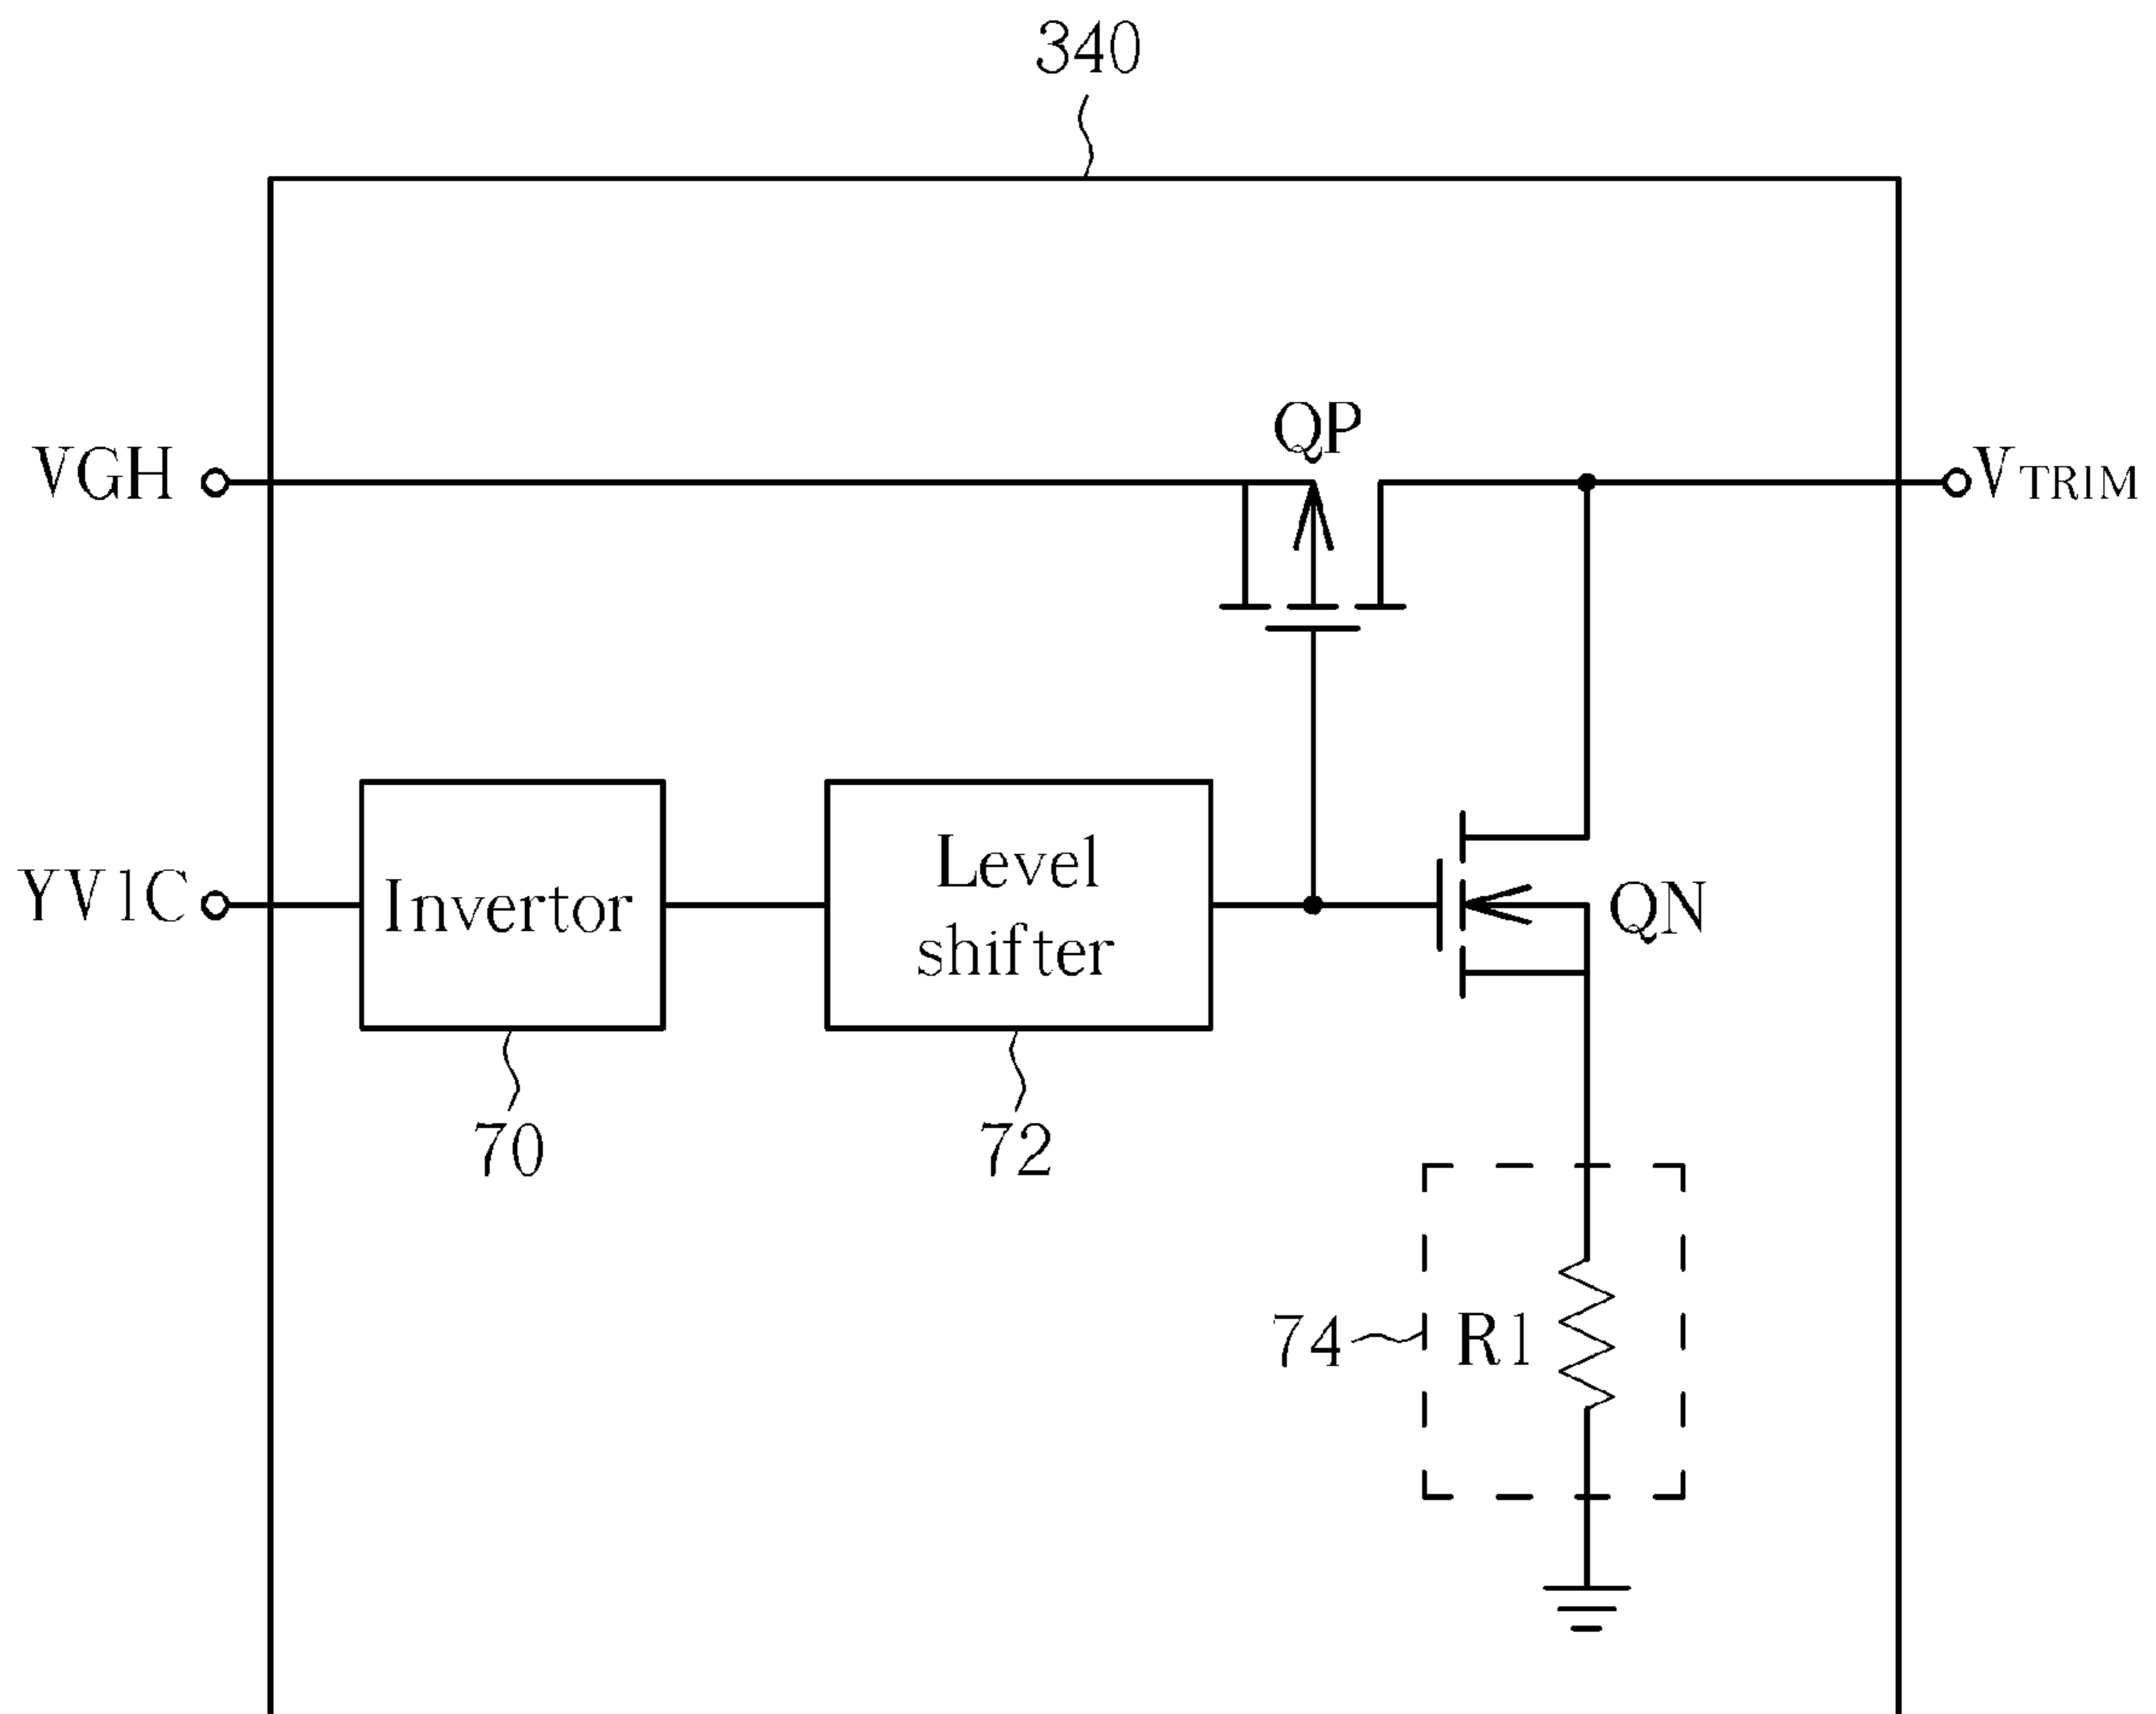 340
QP
VGH
VTRIM
YV1C
Invertor
Level
shifter
QN
70
72
74
R1